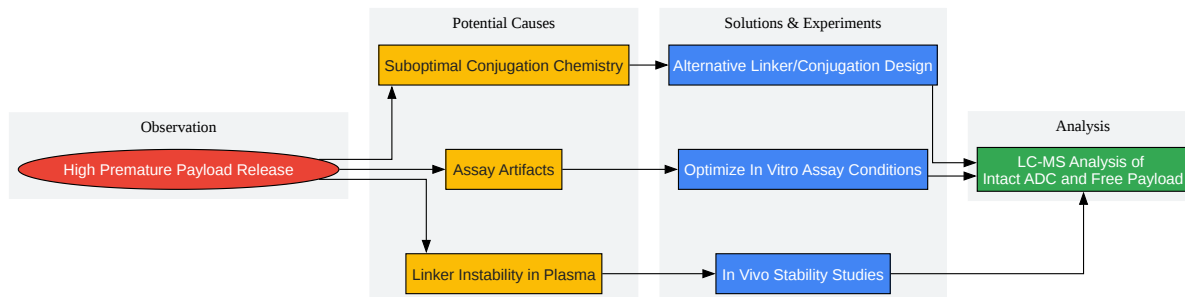 Potential Causes
Solutions & Experiments
Suboptimal Conjugation Chemistry
Alternative Linker/Conjugation Design
Observation
Analysis
High Premature Payload Release
Assay Artifacts
Optimize In Vitro Assay Conditions
LC-MS Analysis of
Intact ADC and Free Payload
Linker Instability in Plasma
In Vivo Stability Studies